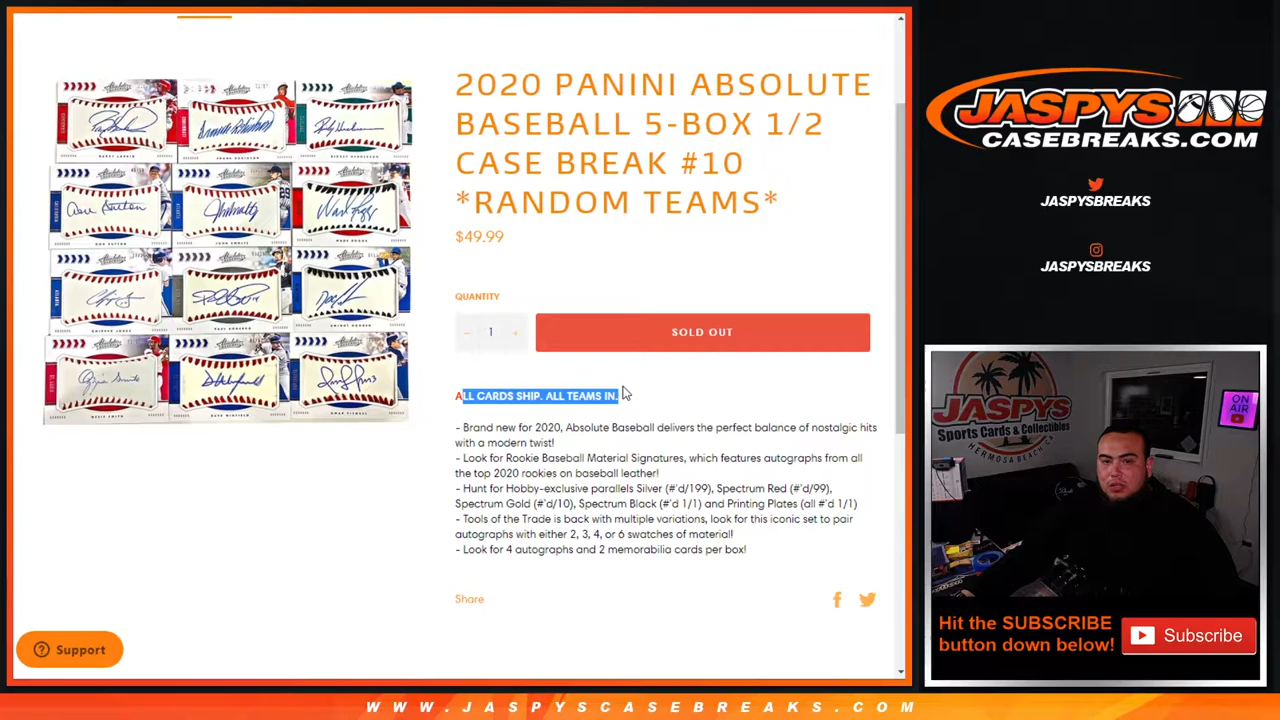 2020 PANINI ABSOLUTE
BASEBALL 5-BOX 1/2
CASE BREAK #10
*RANDOM TEAMS*
$49.99
QUANTITY
− 1 +
SOLD OUT
ALL CARDS SHIP. ALL TEAMS IN.
- Brand new for 2020, Absolute Baseball delivers the perfect balance of nostalgic hits
with a modern twist!
- Look for Rookie Baseball Material Signatures, which features autographs from all
the top 2020 rookies on baseball leather!
- Hunt for Hobby-exclusive parallels Silver (#'d/199), Spectrum Red (#'d/99),
Spectrum Gold (#'d/10), Spectrum Black (#'d 1/1) and Printing Plates (all #'d 1/1)
- Tools of the Trade is back with multiple variations, look for this iconic set to pair
autographs with either 2, 3, 4, or 6 swatches of material!
- Look for 4 autographs and 2 memorabilia cards per box!
Share
Support
JASPYS
CASEBREAKS.COM
JASPYSBREAKS
JASPYSBREAKS
JASPYS
Sports Cards & Collectibles
HERMOSA BEACH CA
ON
AIR
Hit the SUBSCRIBE
button down below!
Subscribe
WWW.JASPYSCASEBREAKS.COM